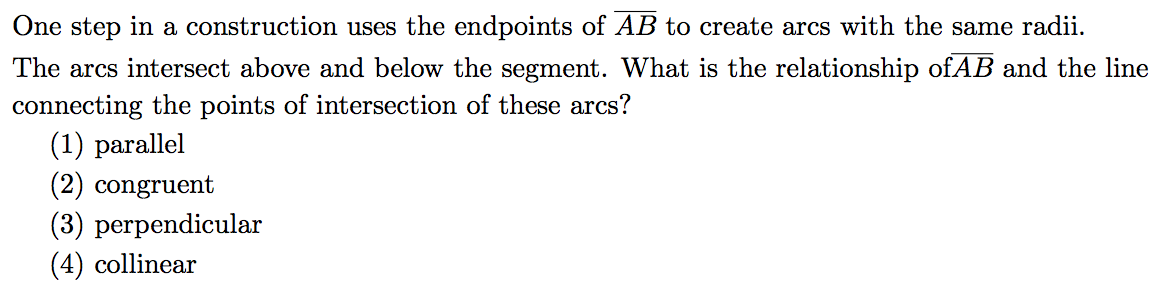 One step in a construction uses the endpoints of \overline{AB} to create arcs with the same radii.
The arcs intersect above and below the segment. What is the relationship of\overline{AB} and the line
connecting the points of intersection of these arcs?
(1) parallel
(2) congruent
(3) perpendicular
(4) collinear